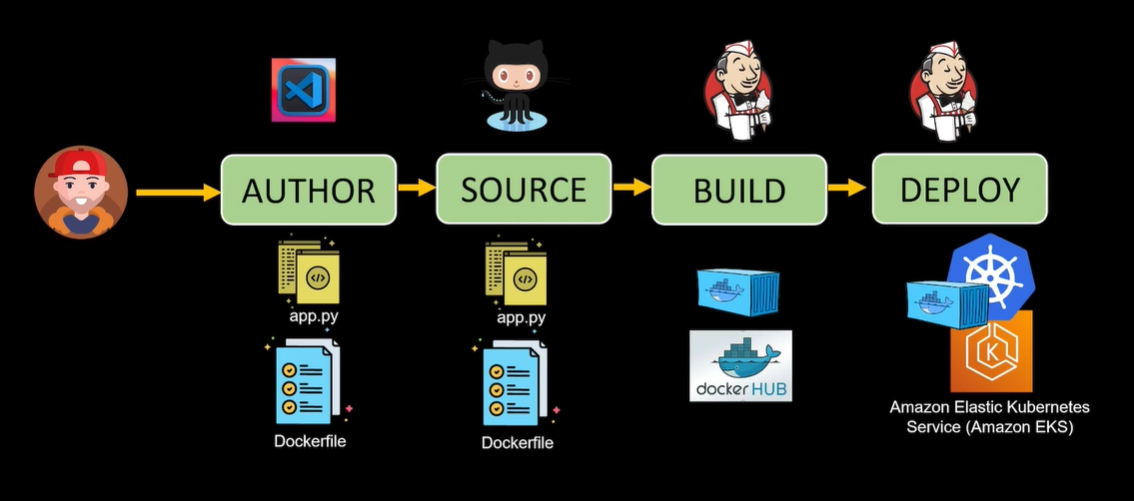 AUTHOR
SOURCE
BUILD
DEPLOY
app.py
app.py
Dockerfile
Dockerfile
docker HUB
K
Amazon Elastic Kubernetes
Service (Amazon EKS)